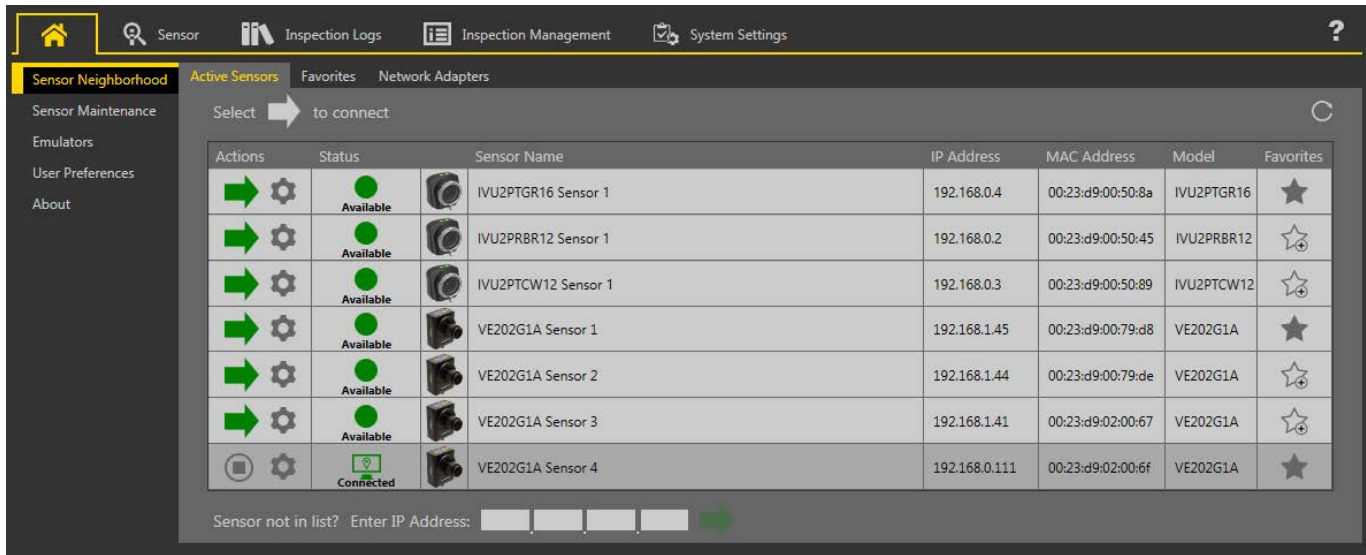 Sensor Inspection Logs Inspection Management System Settings ?
Sensor Neighborhood
Sensor Maintenance
Emulators
User Preferences
About
Active Sensors Favorites Network Adapters
Select to connect
Actions Status Sensor Name IP Address MAC Address Model Favorites
Available IVU2PTGR16 Sensor 1 192.168.0.4 00:23:d9:00:50:8a IVU2PTGR16
Available IVU2PRBR12 Sensor 1 192.168.0.2 00:23:d9:00:50:45 IVU2PRBR12
Available IVU2PTCW12 Sensor 1 192.168.0.3 00:23:d9:00:50:89 IVU2PTCW12
Available VE202G1A Sensor 1 192.168.1.45 00:23:d9:00:79:d8 VE202G1A
Available VE202G1A Sensor 2 192.168.1.44 00:23:d9:00:79:de VE202G1A
Available VE202G1A Sensor 3 192.168.1.41 00:23:d9:02:00:67 VE202G1A
Connected VE202G1A Sensor 4 192.168.0.111 00:23:d9:02:00:6f VE202G1A
Sensor not in list? Enter IP Address: . . .